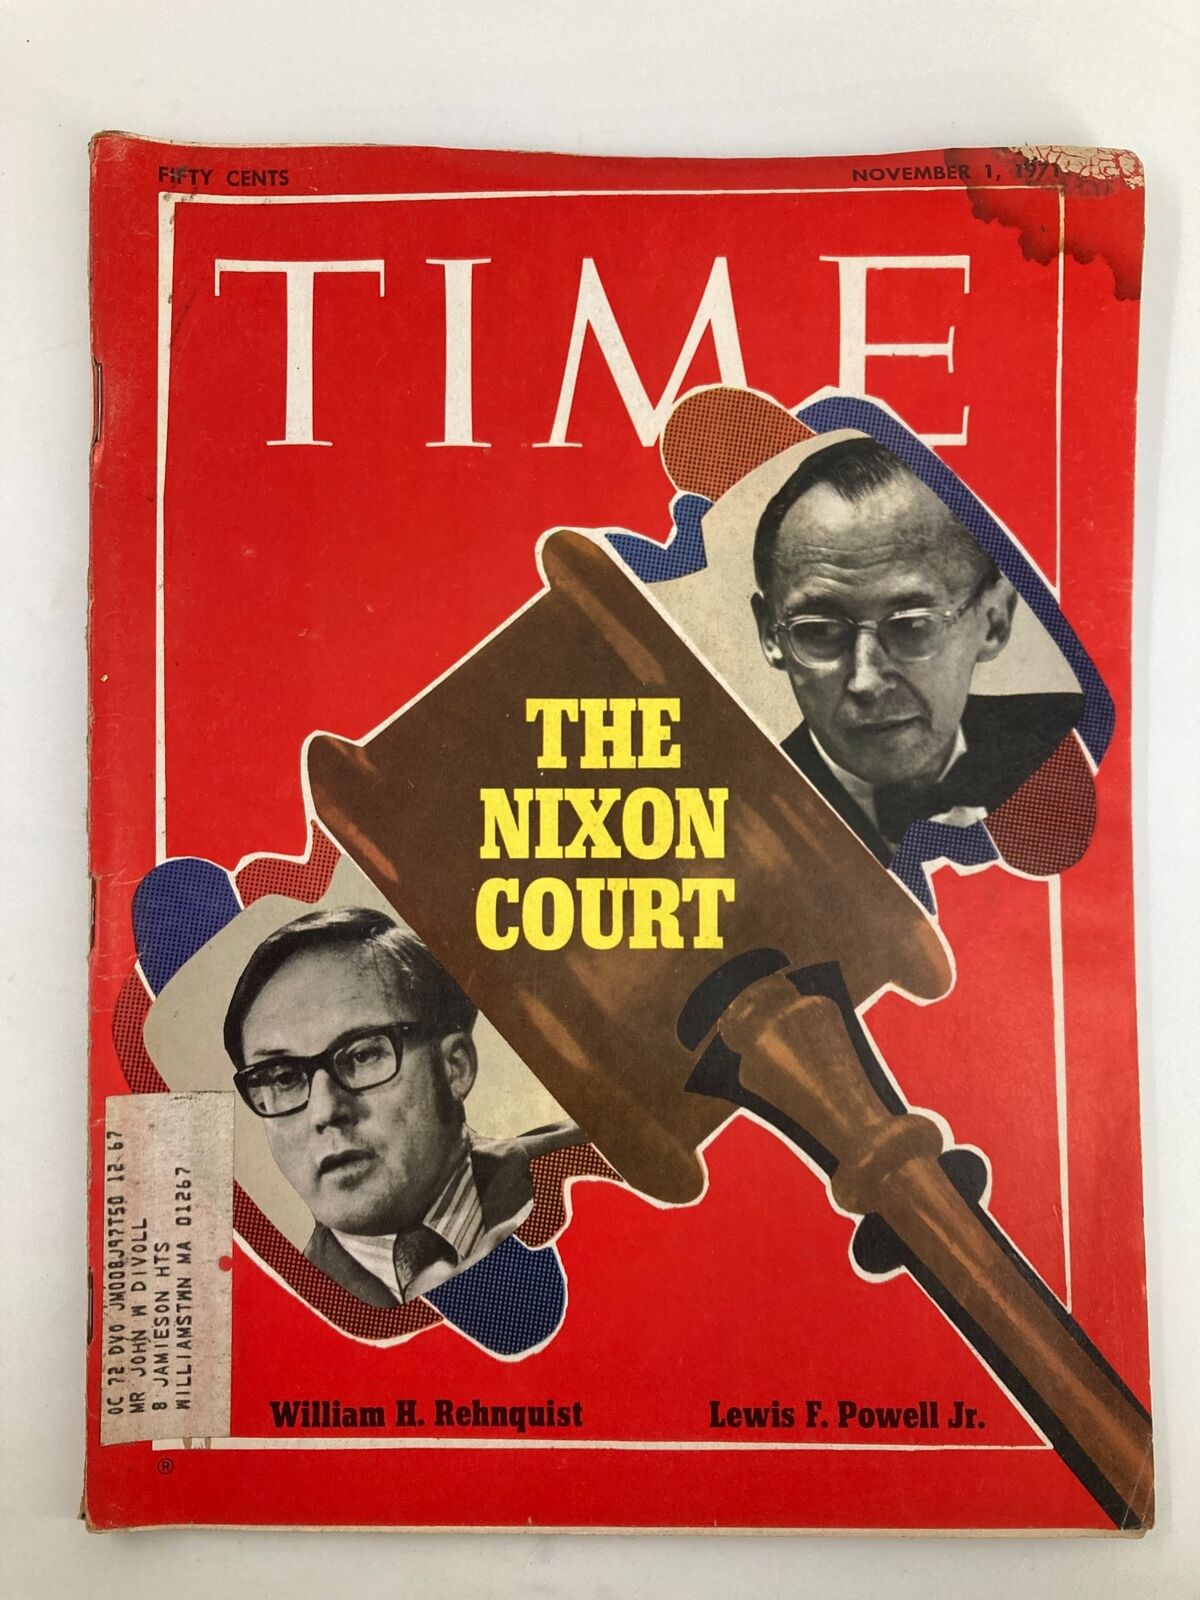 FIFTY CENTS
NOVEMBER 1, 1971
TIME
THE
NIXON
COURT
OC 72 DVO JM008J97T50 12 67
MR JOHN W DIVOLL
8 JAMIESON HTS
WILLIAMSTWN MA 01267
William H. Rehnquist
Lewis F. Powell Jr.
®